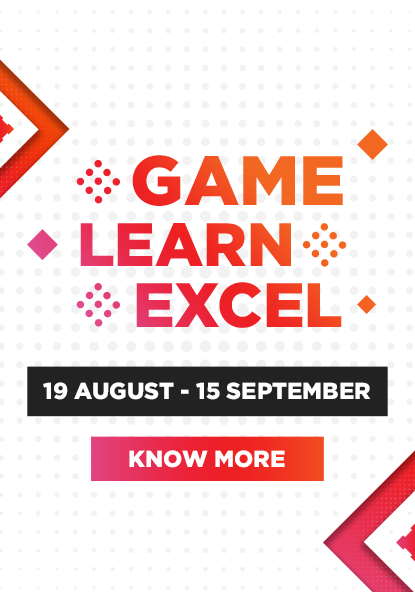 GAME
LEARN
EXCEL
19 AUGUST - 15 SEPTEMBER
KNOW MORE